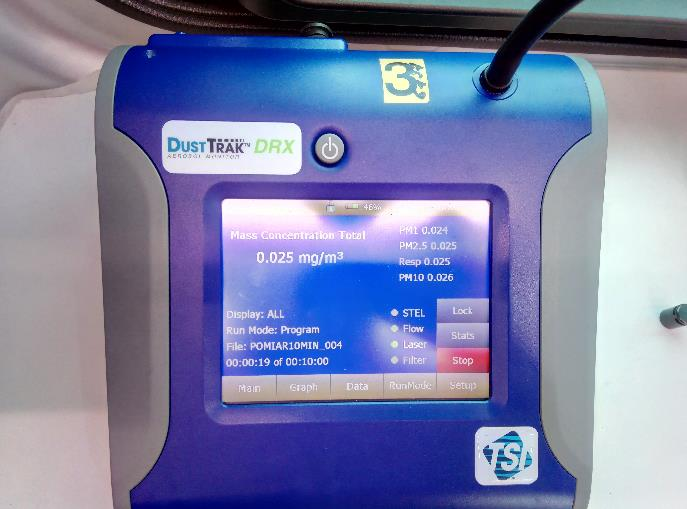 3
DUSTTRAK™ DRX
AEROSOL MONITOR
46%
Mass Concentration Total
0.025 mg/m³
PM1 0.024
PM2.5 0.025
Resp 0.025
PM10 0.026
Display: ALL
Run Mode: Program
File: POMIAR10MIN_004
00:00:19 of 00:10:00
STEL
Flow
Laser
Filter
Lock
Stats
Stop
Main Graph Data RunMode Setup
TSI